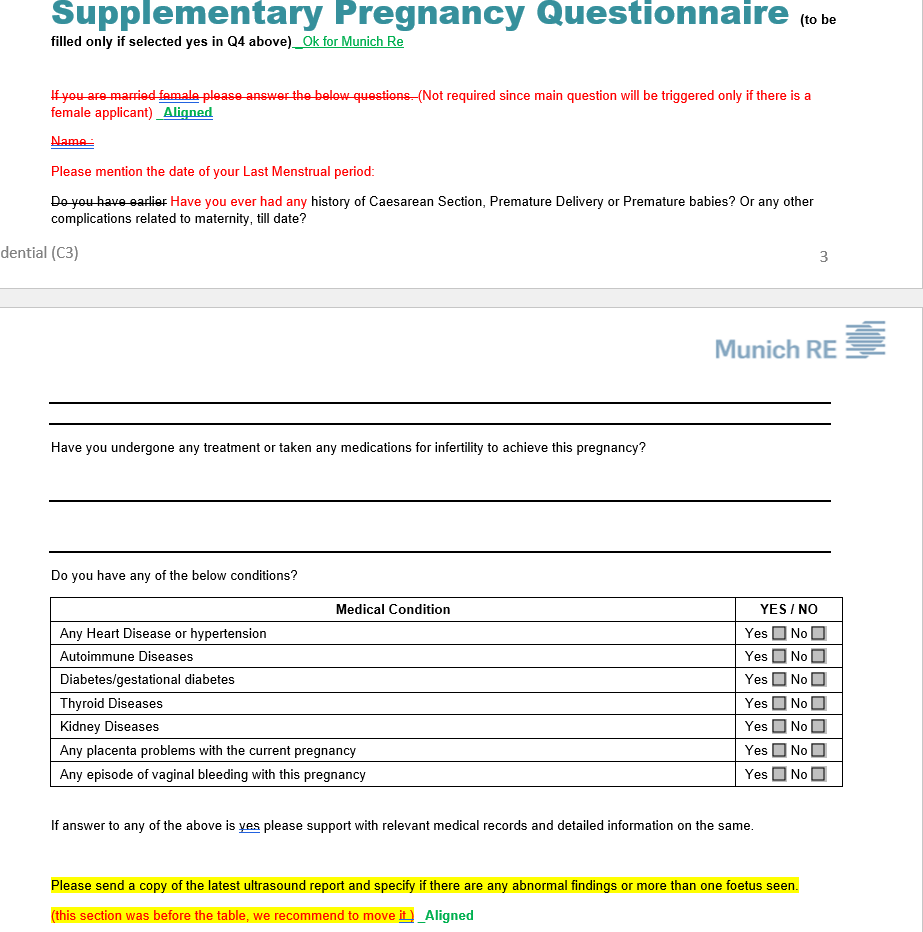 Supplementary Pregnancy Questionnaire (to be
filled only if selected yes in Q4 above) Ok for Munich Re
If you are married female please answer the below questions. (Not required since main question will be triggered only if there is a
female applicant) Aligned
Name :
Please mention the date of your Last Menstrual period:
Do you have earlier Have you ever had any history of Caesarean Section, Premature Delivery or Premature babies? Or any other
complications related to maternity, till date?
dential (C3)
3
Munich RE
Have you undergone any treatment or taken any medications for infertility to achieve this pregnancy?
Do you have any of the below conditions?
Medical Condition YES / NO
Any Heart Disease or hypertension Yes No
Autoimmune Diseases Yes No
Diabetes/gestational diabetes Yes No
Thyroid Diseases Yes No
Kidney Diseases Yes No
Any placenta problems with the current pregnancy Yes No
Any episode of vaginal bleeding with this pregnancy Yes No
If answer to any of the above is yes please support with relevant medical records and detailed information on the same.
Please send a copy of the latest ultrasound report and specify if there are any abnormal findings or more than one foetus seen.
(this section was before the table, we recommend to move it.) Aligned